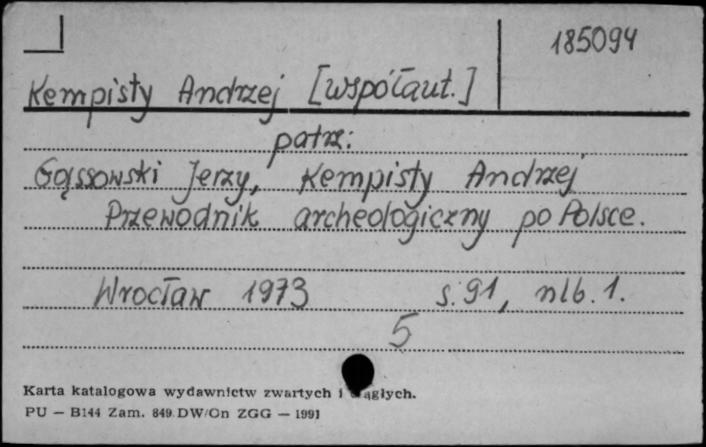 185094
Kempisty Andrzej [współaut.]
patrz:
Gąssowski Jerzy, Kempisty Andrzej
Przewodnik archeologiczny po Polsce.
Wrocław 1973 s. 91, nlb. 1.
5
Karta katalogowa wydawnictw zwartych i ągłych.
PU — B144 Zam. 849 DW/On ZGG — 1991